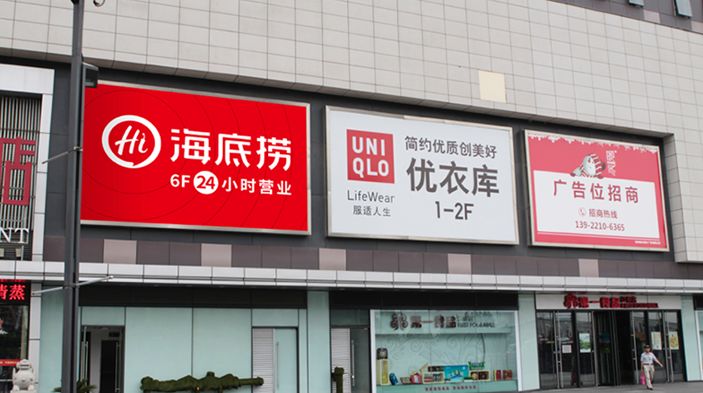 Hi
海底捞
6F 24 小时营业
UNI
QLO
LifeWear
服适人生
简约优质创美好
优衣库
1-2F
广告位招商
招商热线
139 2210-6365
UNI
QLO